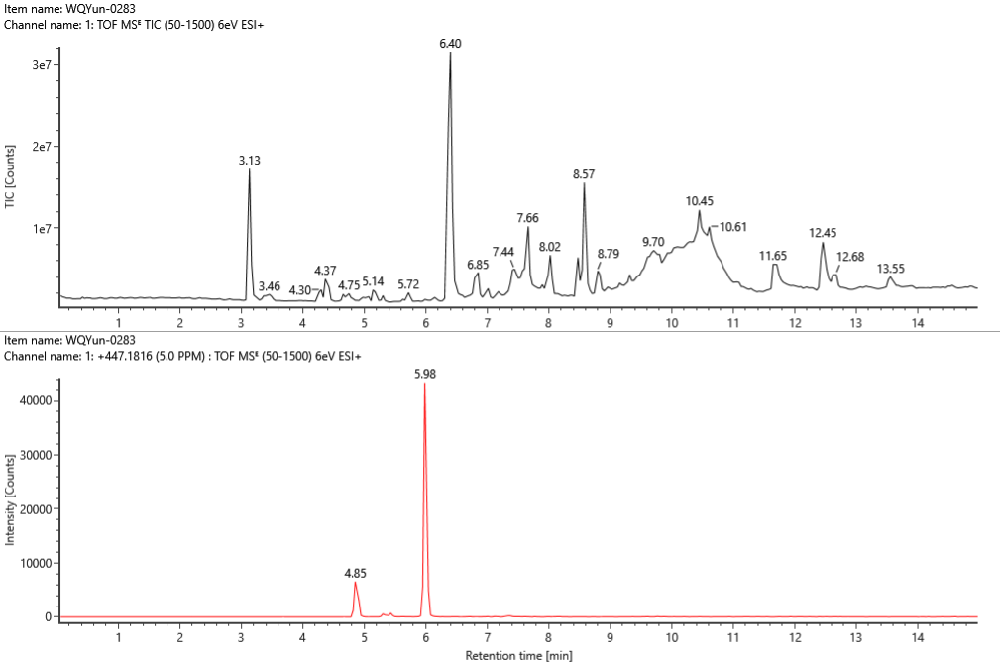 Item name: WQYun-0283
Channel name: 1: TOF MSᴱ TIC (50-1500) 6eV ESI+
6.40
3e7
3.13
8.57
2e7
TIC [Counts]
10.45
7.66
10.61
1e7
12.45
8.02
7.44
9.70
6.85
8.79
11.65
12.68
4.37
13.55
3.46
4.30
4.75
5.14
5.72
1 2 3 4 5 6 7 8 9 10 11 12 13 14
Item name: WQYun-0283
Channel name: 1: +447.1816 (5.0 PPM) : TOF MSᴱ (50-1500) 6eV ESI+
5.98
40000
30000
Intensity [Counts]
20000
10000
4.85
0
1 2 3 4 5 6 7 8 9 10 11 12 13 14
Retention time [min]